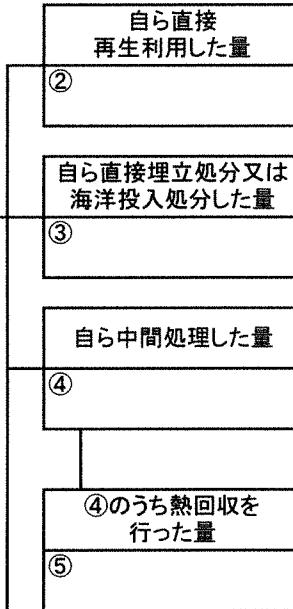 自ら直接
再生利用した量
②
自ら直接埋立処分又は
海洋投入処分した量
③
自ら中間処理した量
④
④のうち熱回収を
行った量
⑤